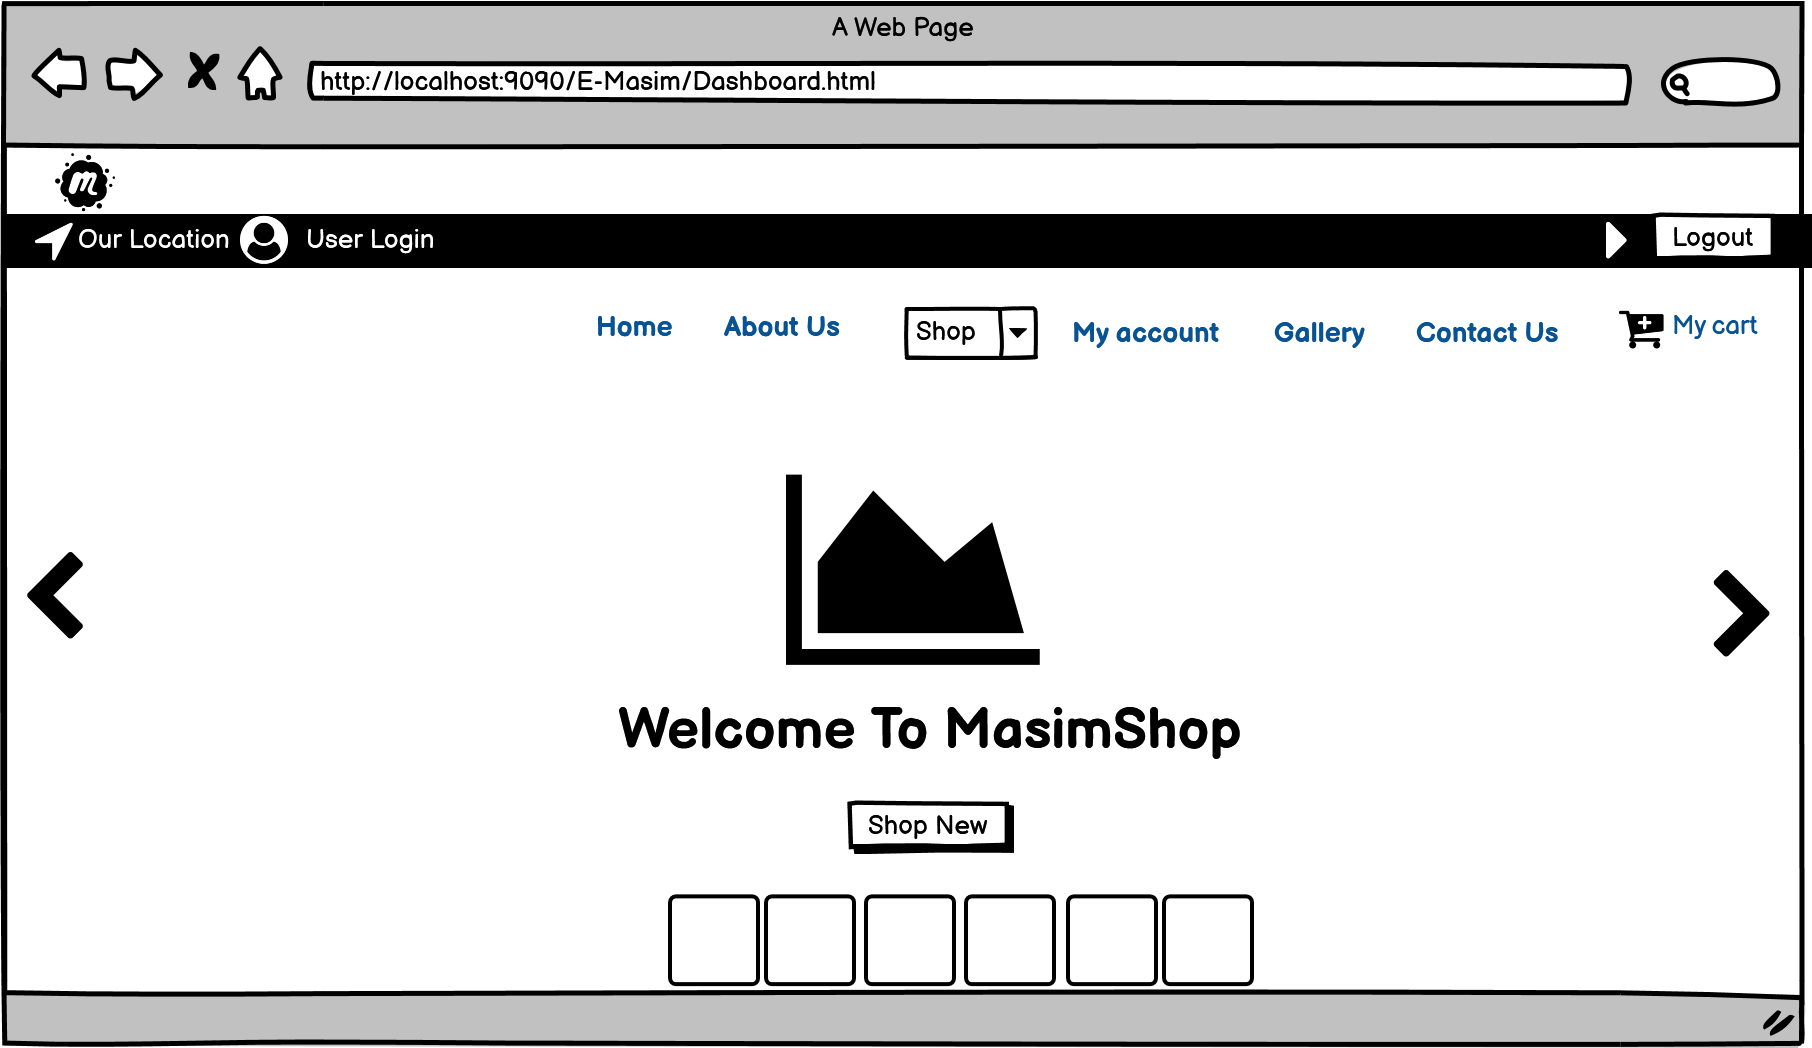 A Web Page
http://localhost:9090/E-Masim/Dashboard.html
m
Our Location User Login Logout
Home About Us Shop My account Gallery Contact Us My cart
Welcome To MasimShop
Shop New